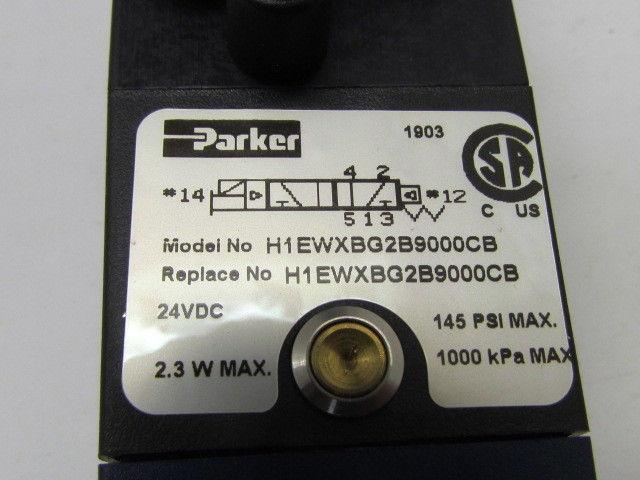 Parker
1903
CSA
C US
4 2
*14
*12
5 1 3
Model No H1EWXBG2B9000CB
Replace No H1EWXBG2B9000CB
24VDC
145 PSI MAX.
2.3 W MAX.
1000 kPa MAX